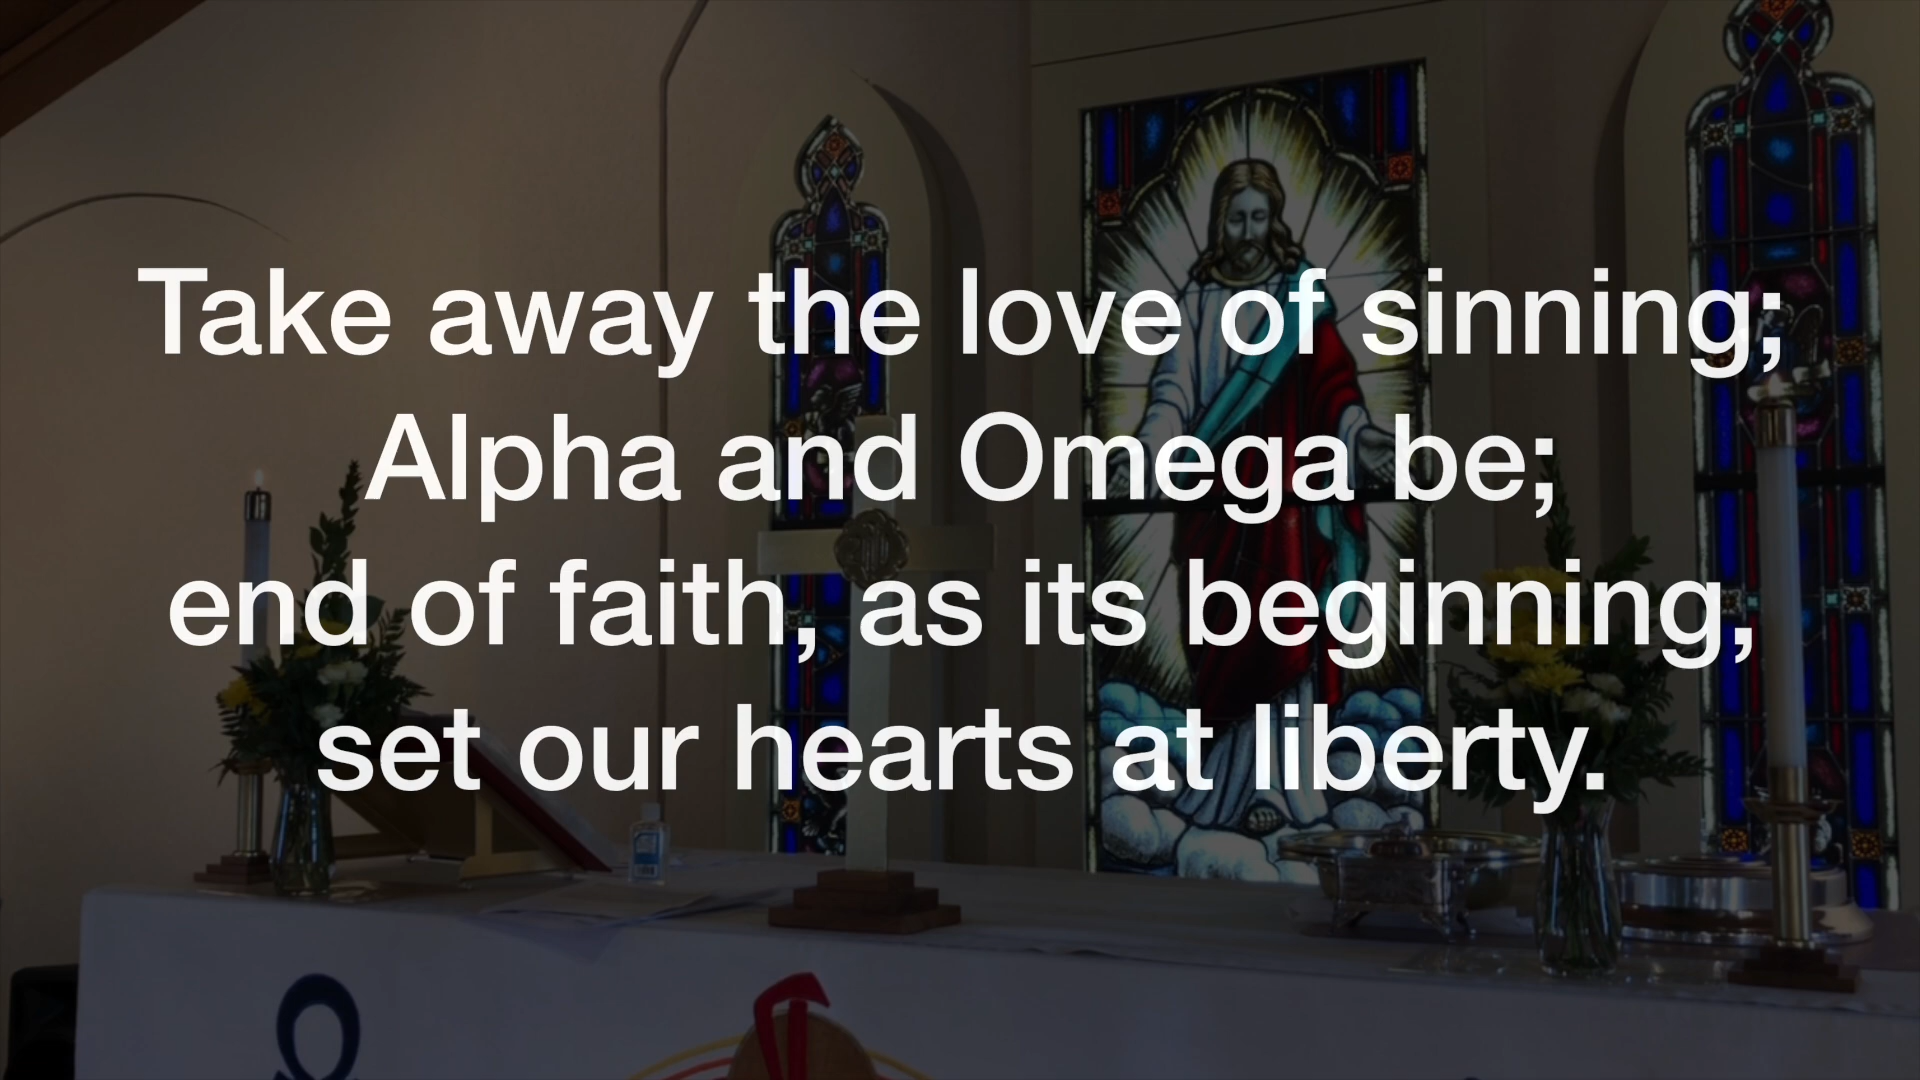 Take away the love of sinning;
Alpha and Omega be;
end of faith, as its beginning,
set our hearts at liberty.